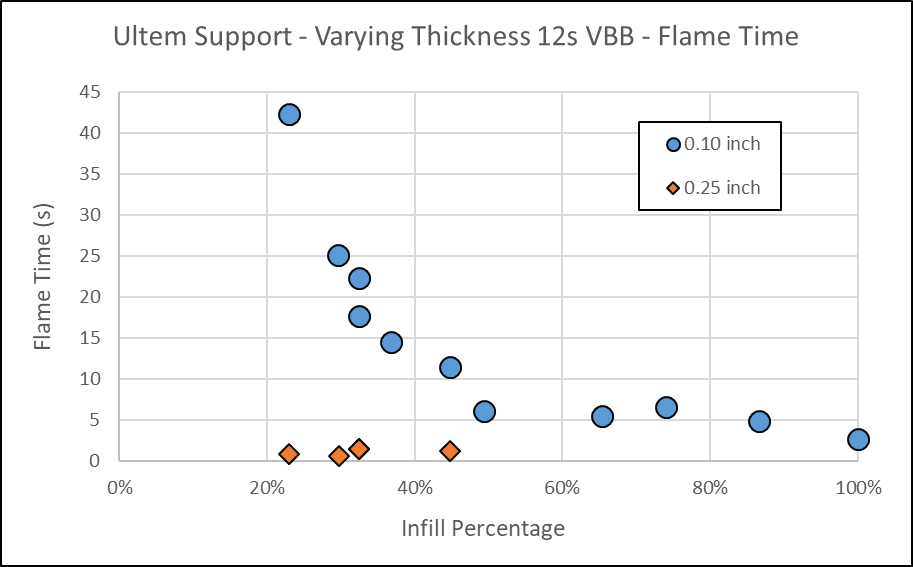 Ultem Support - Varying Thickness 12s VBB - Flame Time
45
40
35
30
25
20
15
10
5
0
Flame Time (s)
0.10 inch
0.25 inch
0% 20% 40% 60% 80% 100%
Infill Percentage